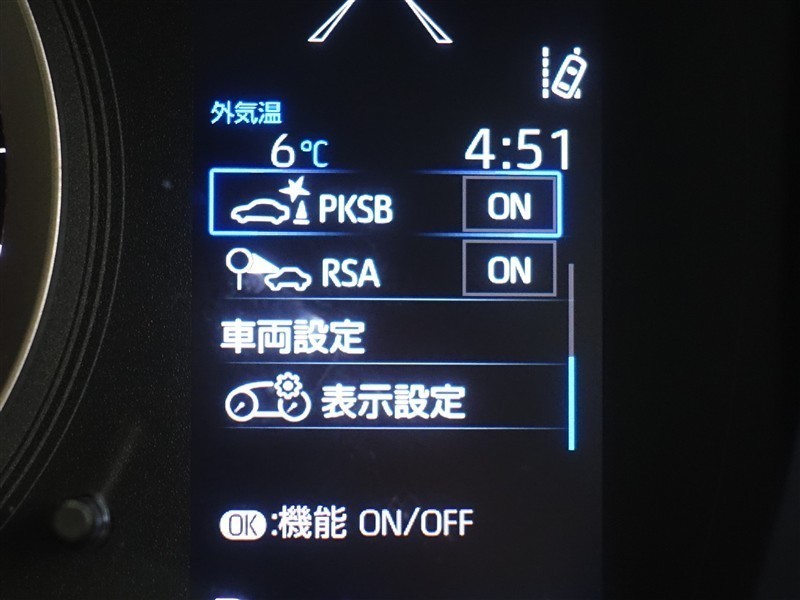 外気温
6℃ 4:51
PKSB ON
RSA ON
車両設定
表示設定
OK:機能 ON/OFF